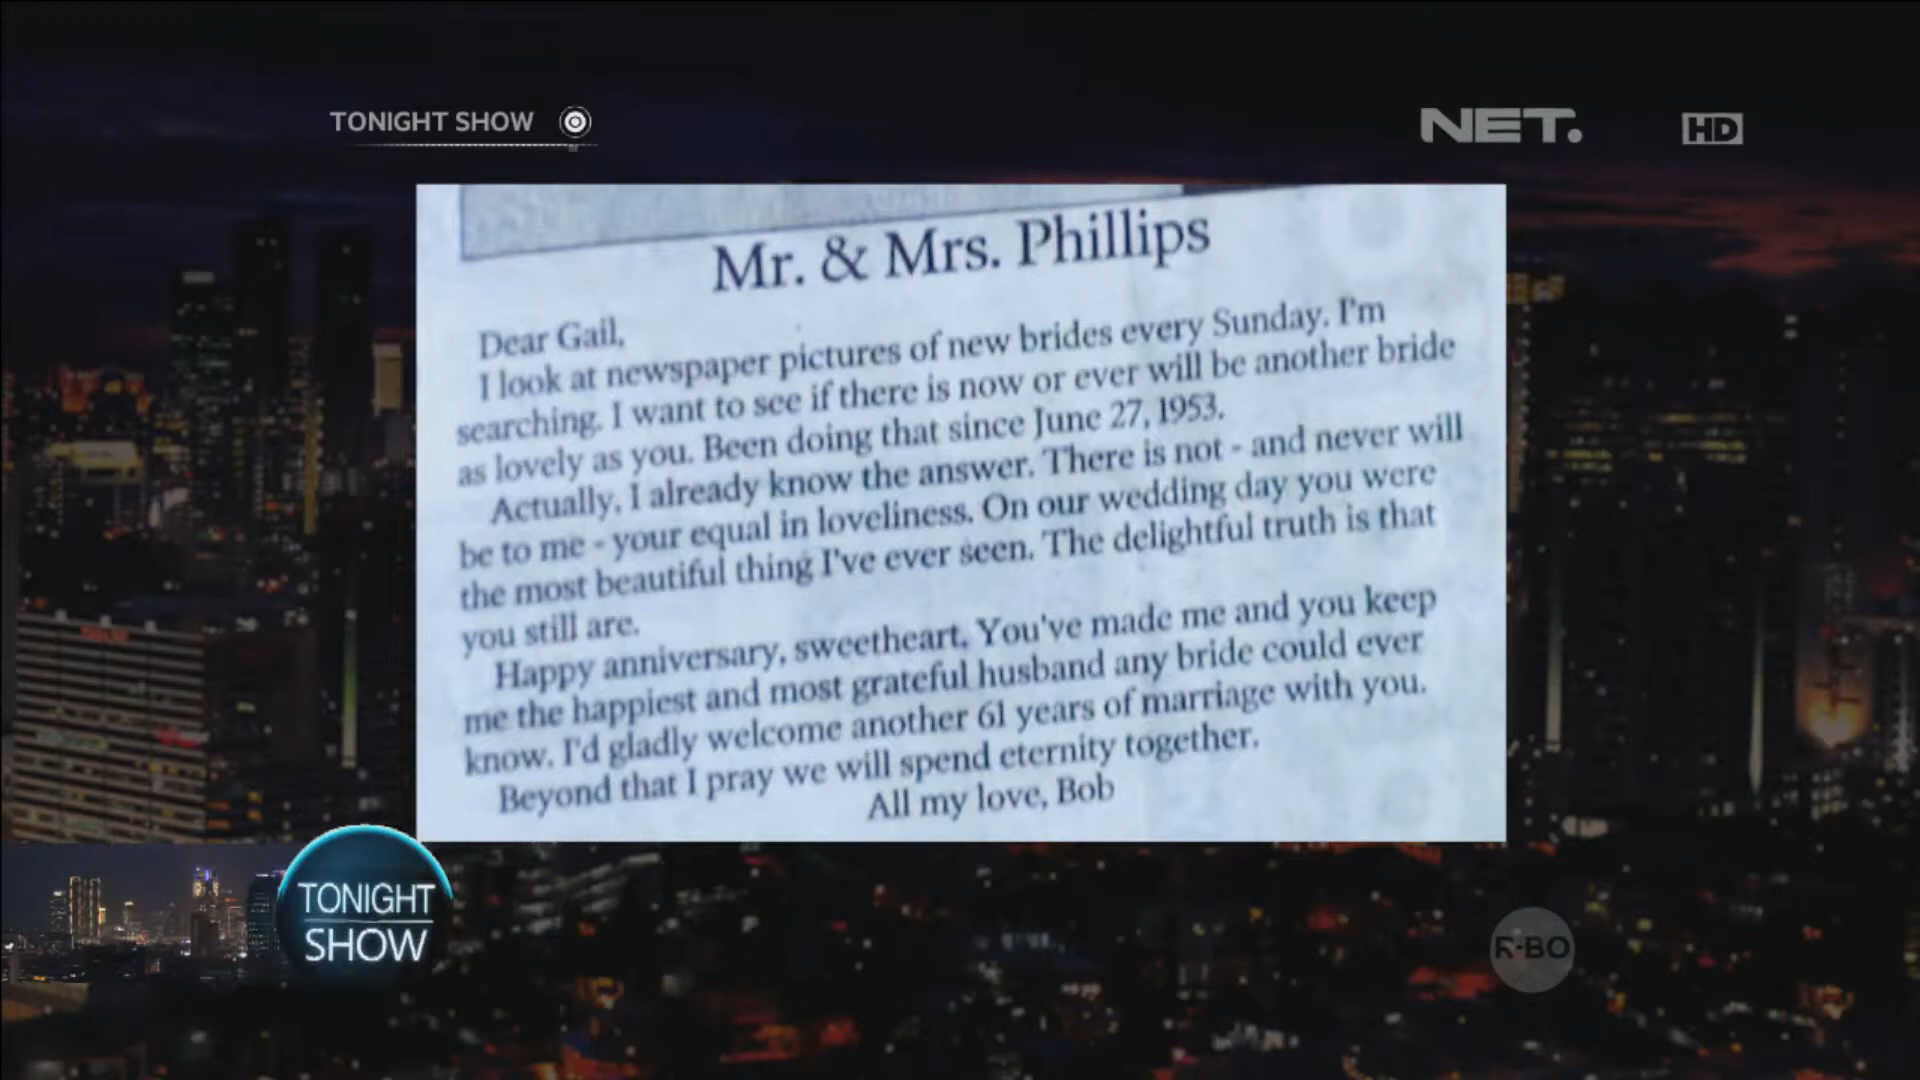 TONIGHT SHOW
NET.
HD
Mr. & Mrs. Phillips
Dear Gail,
I look at newspaper pictures of new brides every Sunday. I'm
searching. I want to see if there is now or ever will be another bride
as lovely as you. Been doing that since June 27, 1953.
Actually, I already know the answer. There is not - and never will
be to me - your equal in loveliness. On our wedding day you were
the most beautiful thing I've ever seen. The delightful truth is that
you still are.
Happy anniversary, sweetheart. You've made me and you keep
me the happiest and most grateful husband any bride could ever
know. I'd gladly welcome another 61 years of marriage with you.
Beyond that I pray we will spend eternity together.
All my love, Bob
TONIGHT
SHOW
R-BO